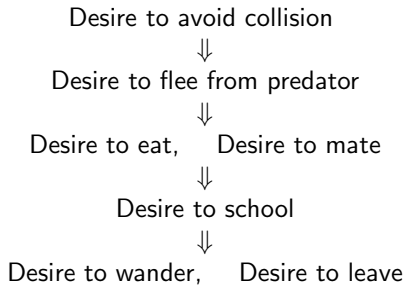 Desire to avoid collision
⇓
Desire to flee from predator
⇓
Desire to eat, Desire to mate
⇓
Desire to school
⇓
Desire to wander, Desire to leave